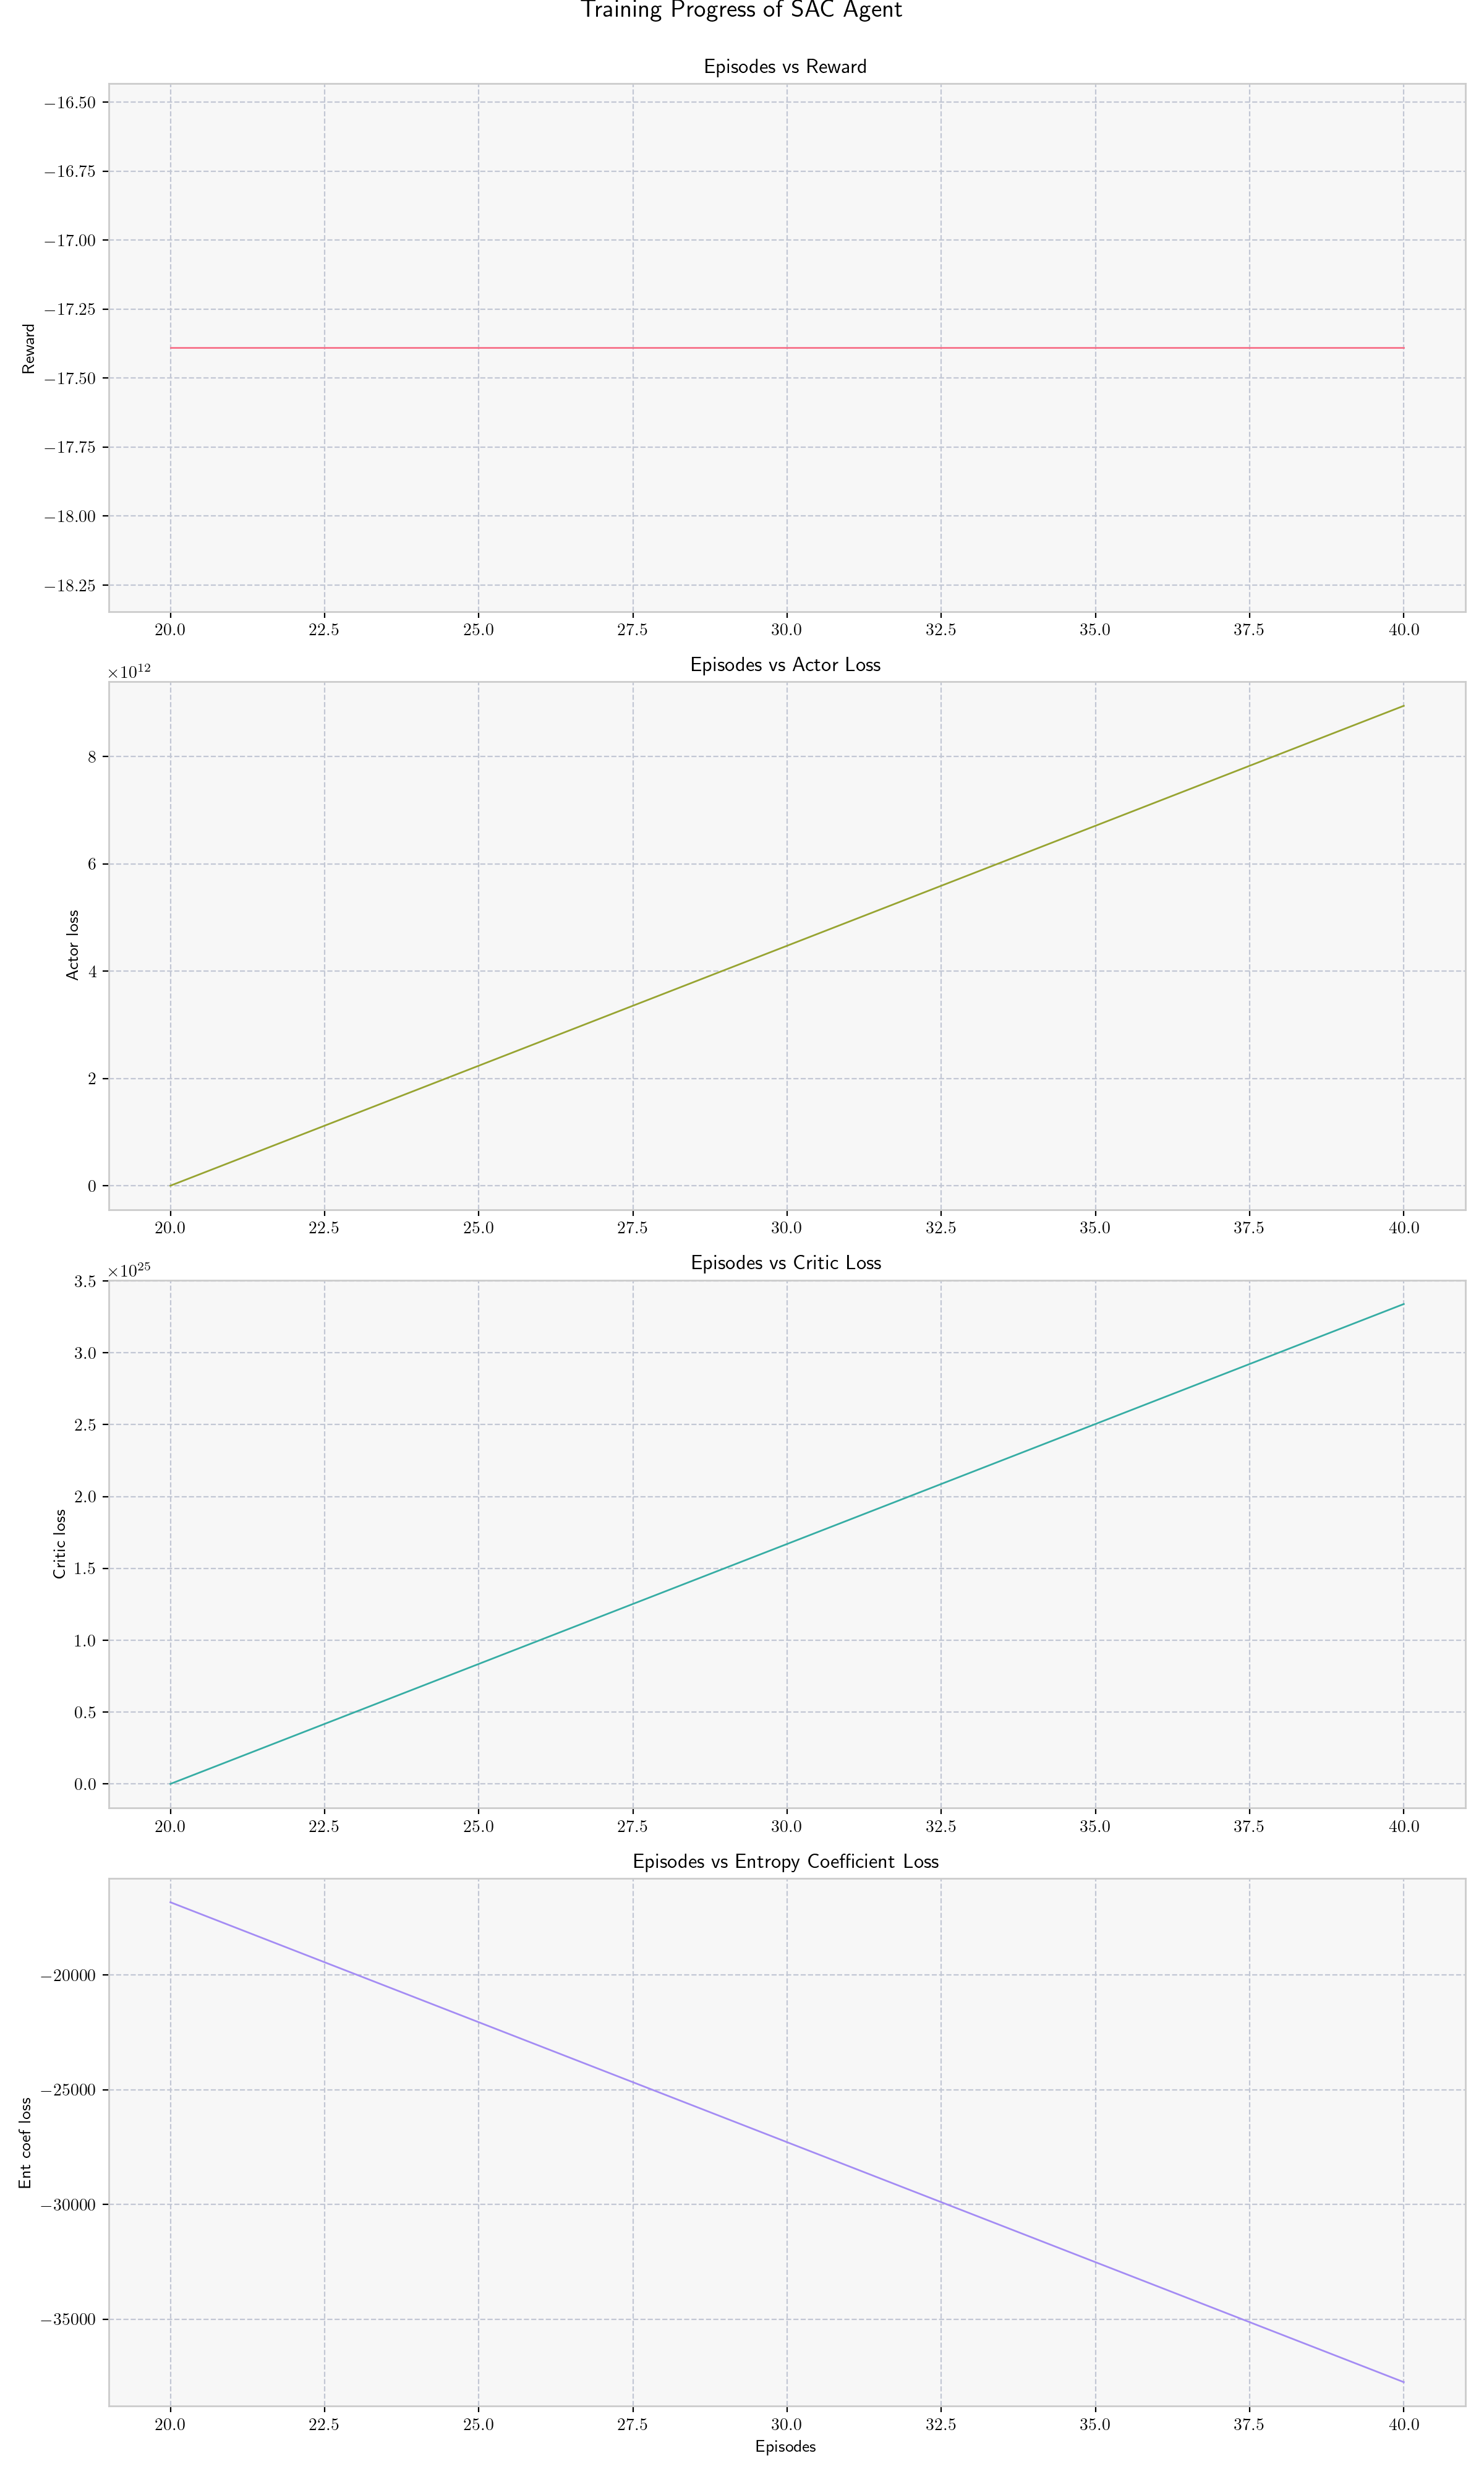 Training Progress of SAC Agent
Episodes vs Reward
−16.50
−16.75
−17.00
−17.25
−17.50
−17.75
−18.00
−18.25
Reward
20.0 22.5 25.0 27.5 30.0 32.5 35.0 37.5 40.0
Episodes vs Actor Loss
×10¹²
8
6
4
2
0
Actor loss
20.0 22.5 25.0 27.5 30.0 32.5 35.0 37.5 40.0
Episodes vs Critic Loss
×10²⁵
3.5
3.0
2.5
2.0
1.5
1.0
0.5
0.0
Critic loss
20.0 22.5 25.0 27.5 30.0 32.5 35.0 37.5 40.0
Episodes vs Entropy Coefficient Loss
−20000
−25000
−30000
−35000
Ent coef loss
20.0 22.5 25.0 27.5 30.0 32.5 35.0 37.5 40.0
Episodes